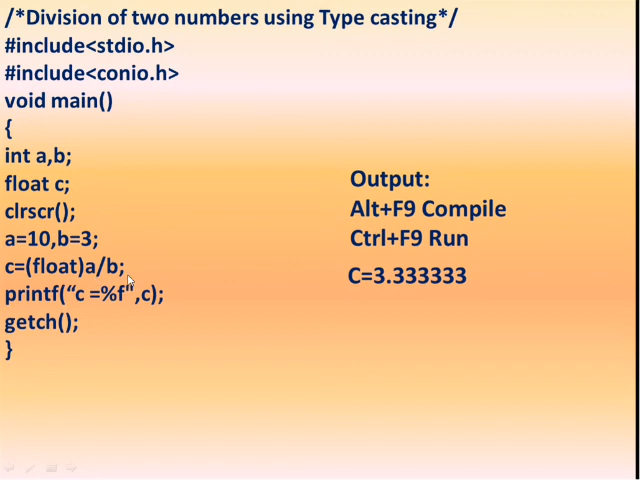 /*Division of two numbers using Type casting*/
#include<stdio.h>
#include<conio.h>
void main()
{
int a,b;
float c;
clrscr();
a=10,b=3;
c=(float)a/b;
printf(“c =%f",c);
getch();
}
Output:
Alt+F9 Compile
Ctrl+F9 Run
C=3.333333